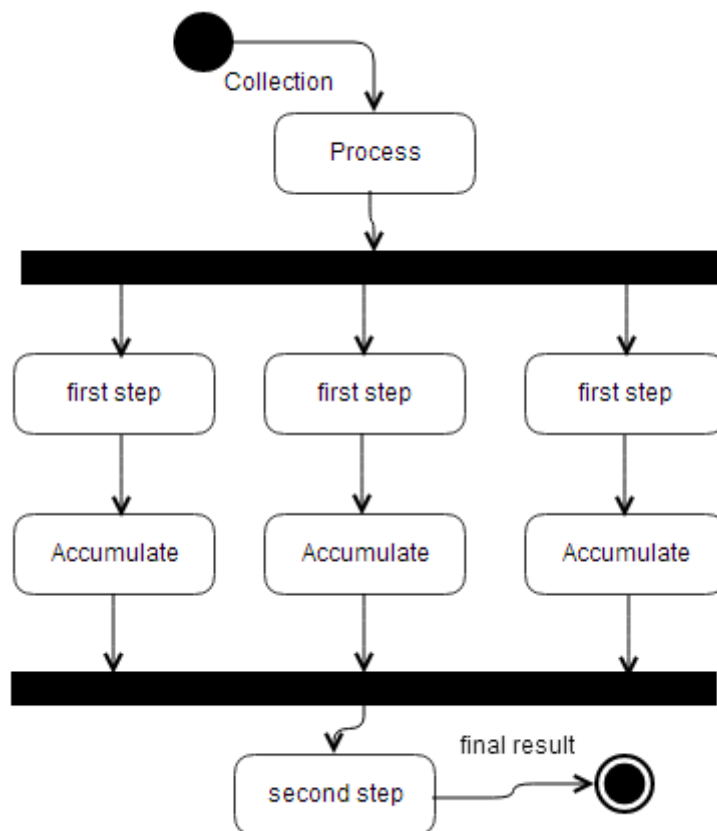 Collection
Process
first step
first step
first step
Accumulate
Accumulate
Accumulate
final result
second step